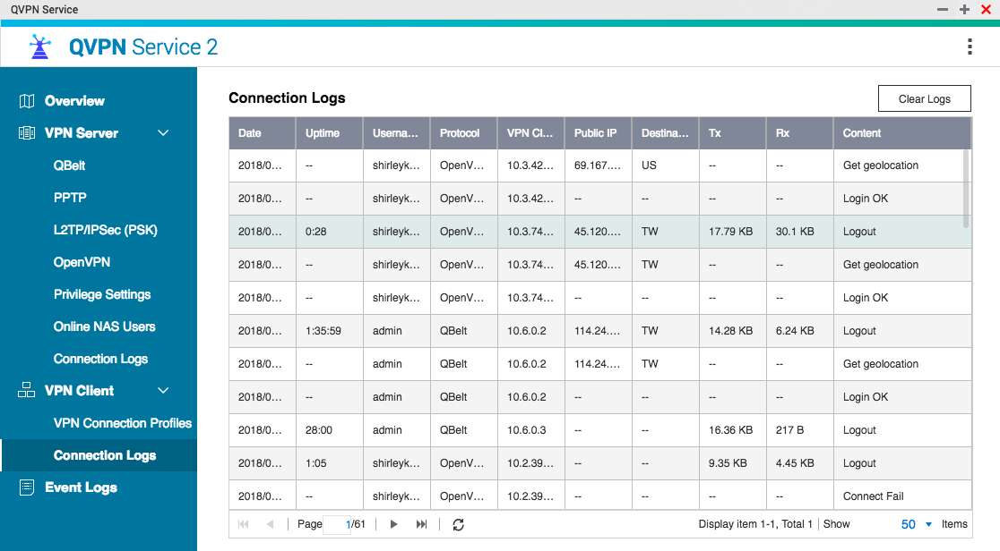 QVPN Service
QVPN Service 2
Overview
VPN Server
QBelt
PPTP
L2TP/IPSec (PSK)
OpenVPN
Privilege Settings
Online NAS Users
Connection Logs
VPN Client
VPN Connection Profiles
Connection Logs
Event Logs
Connection Logs
Clear Logs
Date Uptime Userna... Protocol VPN Cl... Public IP Destina... Tx Rx Content
2018/0... -- shirleyk... OpenV... 10.3.42... 69.167.... US -- -- Get geolocation
2018/0... -- shirleyk... OpenV... 10.3.42... -- -- -- -- Login OK
2018/0... 0:28 shirleyk... OpenV... 10.3.74... 45.120.... TW 17.79 KB 30.1 KB Logout
2018/0... -- shirleyk... OpenV... 10.3.74... 45.120.... TW -- -- Get geolocation
2018/0... -- shirleyk... OpenV... 10.3.74... -- -- -- -- Login OK
2018/0... 1:35:59 admin QBelt 10.6.0.2 114.24.... TW 14.28 KB 6.24 KB Logout
2018/0... -- admin QBelt 10.6.0.2 114.24.... TW -- -- Get geolocation
2018/0... -- admin QBelt 10.6.0.2 -- -- -- -- Login OK
2018/0... 28:00 admin QBelt 10.6.0.3 -- -- 16.36 KB 217 B Logout
2018/0... 1:05 shirleyk... OpenV... 10.2.39... -- -- 9.35 KB 4.45 KB Logout
2018/0... -- shirleyk... OpenV... 10.2.39... -- -- -- -- Connect Fail
Page 1/61 Display item 1-1, Total 1 | Show 50 Items